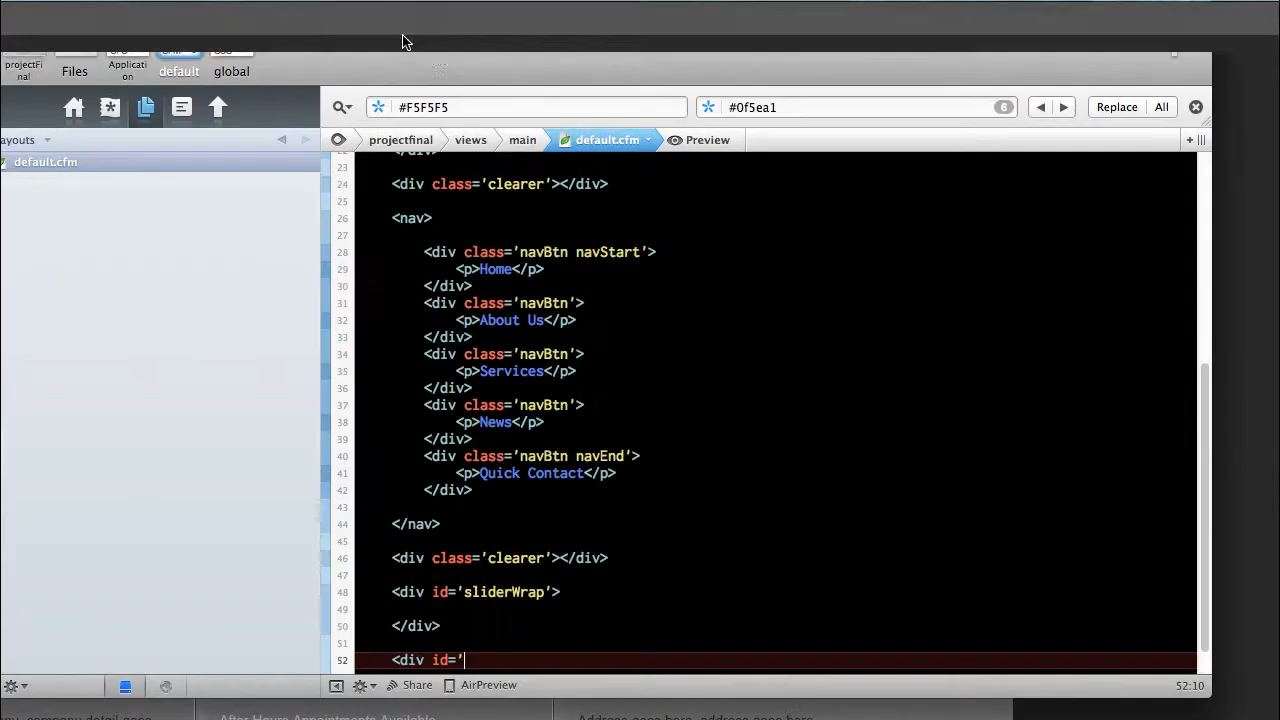 projectFi
nal
Files
Applicati
on
default
global
#F5F5F5
#0f5ea1
6
Replace
All
ayouts
projectfinal
views
main
default.cfm
Preview
default.cfm
23
24 <div class='clearer'></div>
25
26 <nav>
27
28 <div class='navBtn navStart'>
29 <p>Home</p>
30 </div>
31 <div class='navBtn'>
32 <p>About Us</p>
33 </div>
34 <div class='navBtn'>
35 <p>Services</p>
36 </div>
37 <div class='navBtn'>
38 <p>News</p>
39 </div>
40 <div class='navBtn navEnd'>
41 <p>Quick Contact</p>
42 </div>
43
44 </nav>
45
46 <div class='clearer'></div>
47
48 <div id='sliderWrap'>
49
50 </div>
51
52 <div id='
Share
AirPreview
52:10
After Hours Appointments Available
Address goes here, address goes here